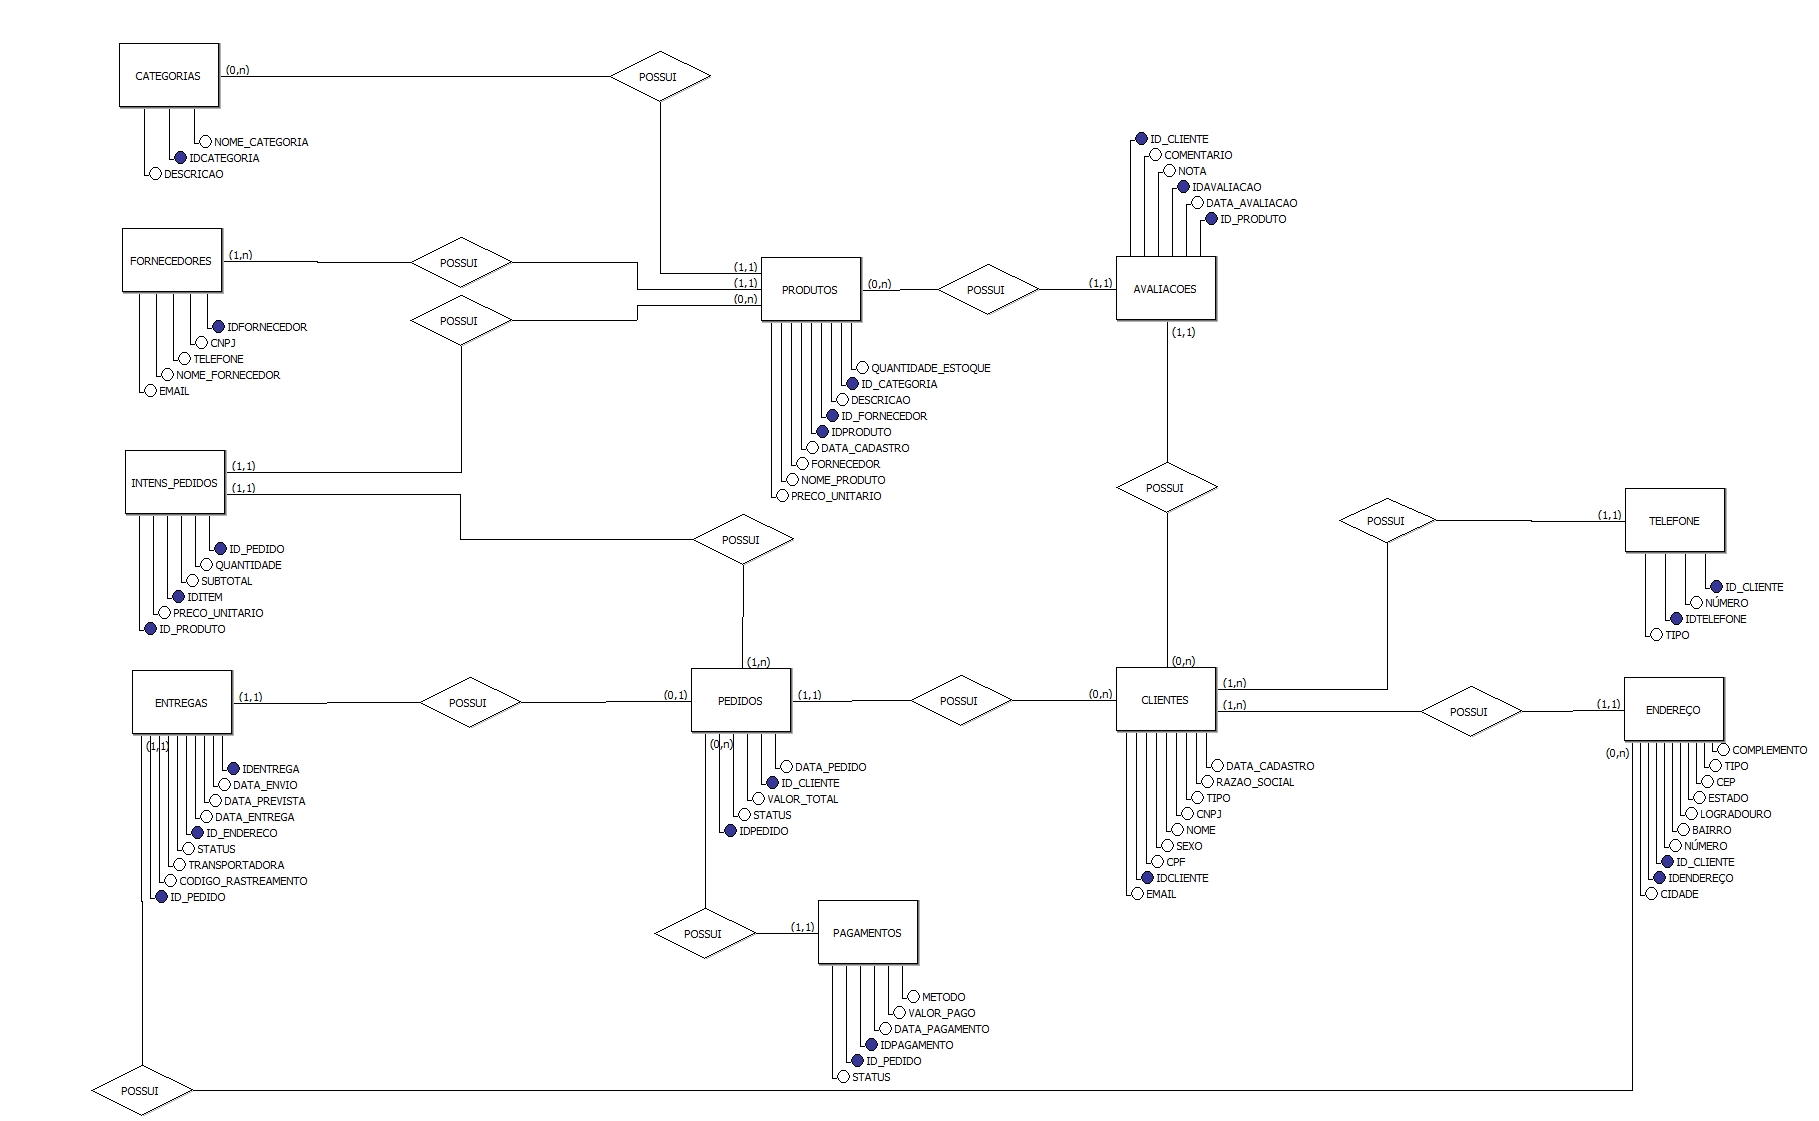 CATEGORIAS
(0,n)
POSSUI
NOME_CATEGORIA
IDCATEGORIA
DESCRICAO
FORNECEDORES
(1,n)
POSSUI
IDFORNECEDOR
CNPJ
TELEFONE
NOME_FORNECEDOR
EMAIL
POSSUI
(1,1)
(1,1)
(0,n)
PRODUTOS
(0,n)
POSSUI
(1,1)
QUANTIDADE_ESTOQUE
ID_CATEGORIA
DESCRICAO
ID_FORNECEDOR
IDPRODUTO
DATA_CADASTRO
FORNECEDOR
NOME_PRODUTO
PRECO_UNITARIO
ID_CLIENTE
COMENTARIO
NOTA
IDAVALIACAO
DATA_AVALIACAO
ID_PRODUTO
AVALIACOES
(1,1)
POSSUI
(0,n)
INTENS_PEDIDOS
(1,1)
(1,1)
ID_PEDIDO
QUANTIDADE
SUBTOTAL
IDITEM
PRECO_UNITARIO
ID_PRODUTO
POSSUI
(1,n)
POSSUI
(1,1)
TELEFONE
ID_CLIENTE
NÚMERO
IDTELEFONE
TIPO
ENTREGAS
(1,1)
POSSUI
(0,1)
PEDIDOS
(1,1)
POSSUI
(0,n)
CLIENTES
(1,n)
(1,n)
POSSUI
(1,1)
ENDEREÇO
(1,1)
IDENTREGA
DATA_ENVIO
DATA_PREVISTA
DATA_ENTREGA
ID_ENDERECO
STATUS
TRANSPORTADORA
CODIGO_RASTREAMENTO
ID_PEDIDO
(0,n)
DATA_PEDIDO
ID_CLIENTE
VALOR_TOTAL
STATUS
IDPEDIDO
DATA_CADASTRO
RAZAO_SOCIAL
TIPO
CNPJ
NOME
SEXO
CPF
IDCLIENTE
EMAIL
(0,n)
COMPLEMENTO
TIPO
CEP
ESTADO
LOGRADOURO
BAIRRO
NÚMERO
ID_CLIENTE
IDENDEREÇO
CIDADE
POSSUI
(1,1)
PAGAMENTOS
METODO
VALOR_PAGO
DATA_PAGAMENTO
IDPAGAMENTO
ID_PEDIDO
STATUS
POSSUI